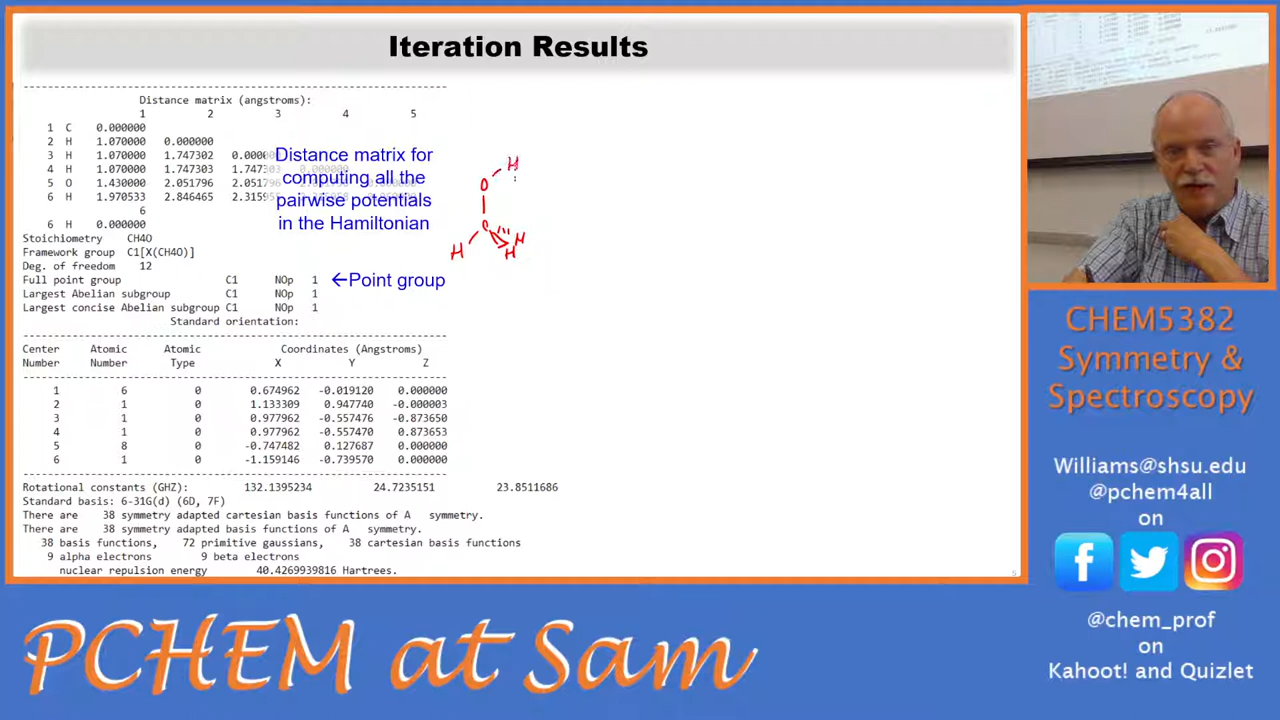 Iteration Results
Distance matrix (angstroms):
1 2 3 4 5
1 C 0.000000
2 H 1.070000 0.000000
3 H 1.070000 1.747302 0.0000
4 H 1.070000 1.747303 1.747 0.000000
5 O 1.430000 2.051796 2.051796
6 H 1.970533 2.846465 2.315955
6
6 H 0.000000
Distance matrix for
computing all the
pairwise potentials
in the Hamiltonian
H
O
C
H H H
Stoichiometry CH4O
Framework group C1[X(CH4O)]
Deg. of freedom 12
Full point group C1 NOp 1 ←Point group
Largest Abelian subgroup C1 NOp 1
Largest concise Abelian subgroup C1 NOp 1
Standard orientation:
Center Atomic Atomic Coordinates (Angstroms)
Number Number Type X Y Z
1 6 0 0.674962 -0.019120 0.000000
2 1 0 1.133309 0.947740 -0.000003
3 1 0 0.977962 -0.557476 -0.873650
4 1 0 0.977962 -0.557470 0.873653
5 8 0 -0.747482 0.127687 0.000000
6 1 0 -1.159146 -0.739570 0.000000
Rotational constants (GHZ): 132.1395234 24.7235151 23.8511686
Standard basis: 6-31G(d) (6D, 7F)
There are 38 symmetry adapted cartesian basis functions of A symmetry.
There are 38 symmetry adapted basis functions of A symmetry.
38 basis functions, 72 primitive gaussians, 38 cartesian basis functions
9 alpha electrons 9 beta electrons
nuclear repulsion energy 40.4269939816 Hartrees.
5
CHEM5382
Symmetry &
Spectroscopy
Williams@shsu.edu
@pchem4all
on
@chem_prof
on
Kahoot! and Quizlet
PCHEM at Sam